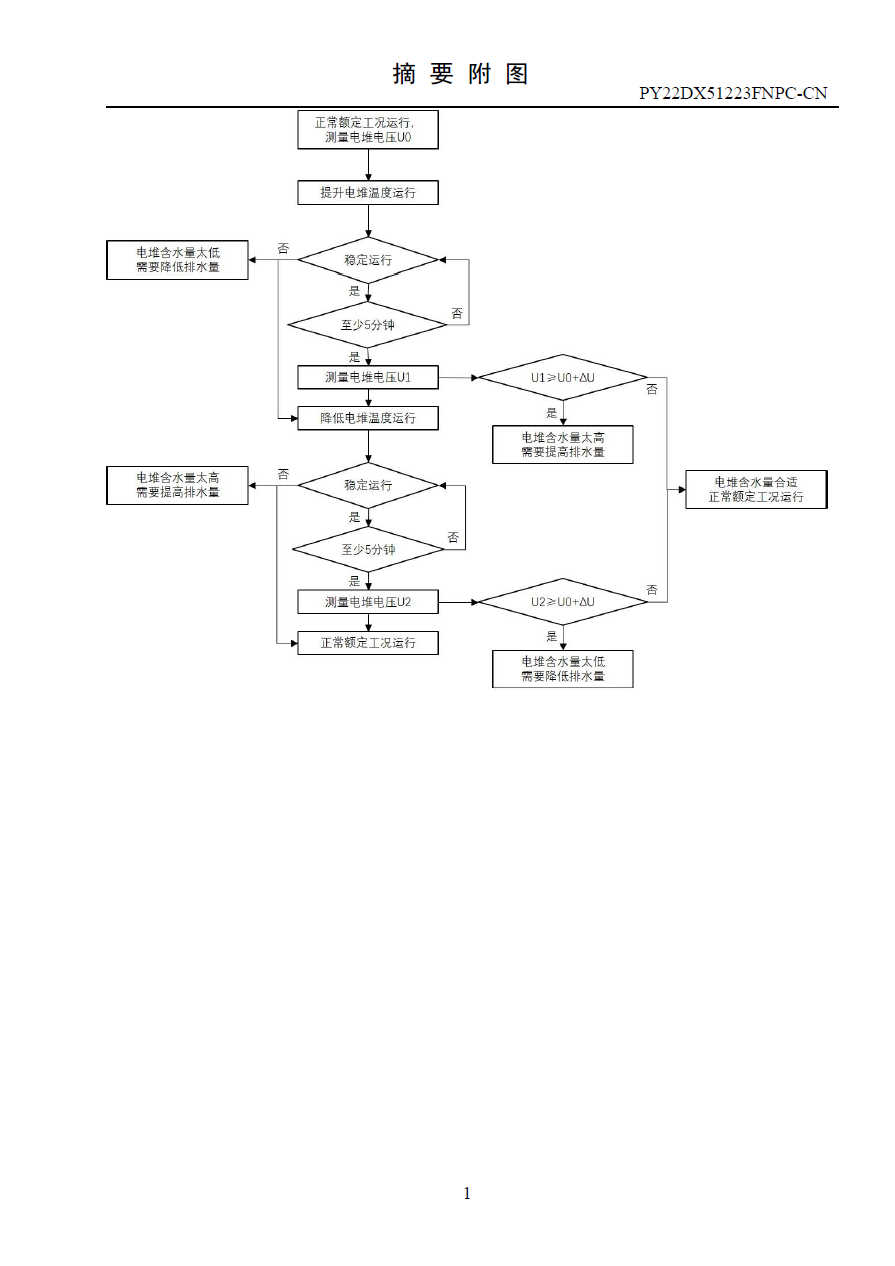 摘 要 附 图
PY22DX51223FNPC-CN
正常额定工况运行,
测量电堆电压U0
提升电堆温度运行
否
稳定运行
电堆含水量太低
需要降低排水量
是
否
至少5分钟
是
测量电堆电压U1
U1≥U0+ΔU
否
降低电堆温度运行
是
电堆含水量太高
需要提高排水量
否
稳定运行
电堆含水量太高
需要提高排水量
电堆含水量合适
正常额定工况运行
是
否
至少5分钟
是
测量电堆电压U2
U2≥U0+ΔU
否
正常额定工况运行
是
电堆含水量太低
需要降低排水量
1